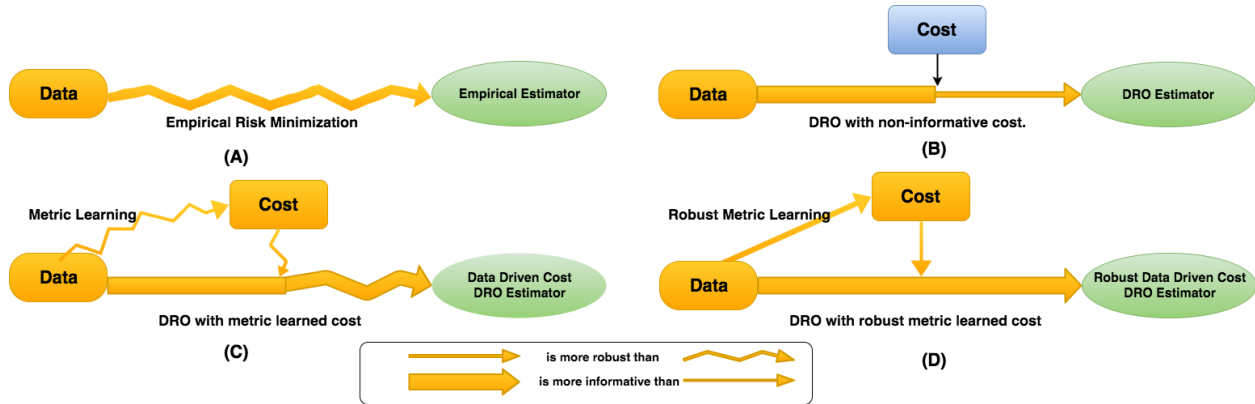 Data
Empirical Risk Minimization
Empirical Estimator
(A)
Cost
Data
DRO Estimator
DRO with non-informative cost.
(B)
Metric Learning
Cost
Data
Data Driven Cost
DRO Estimator
DRO with metric learned cost
(C)
Robust Metric Learning
Cost
Data
Robust Data Driven Cost
DRO Estimator
DRO with robust metric learned cost
(D)
is more robust than
is more informative than